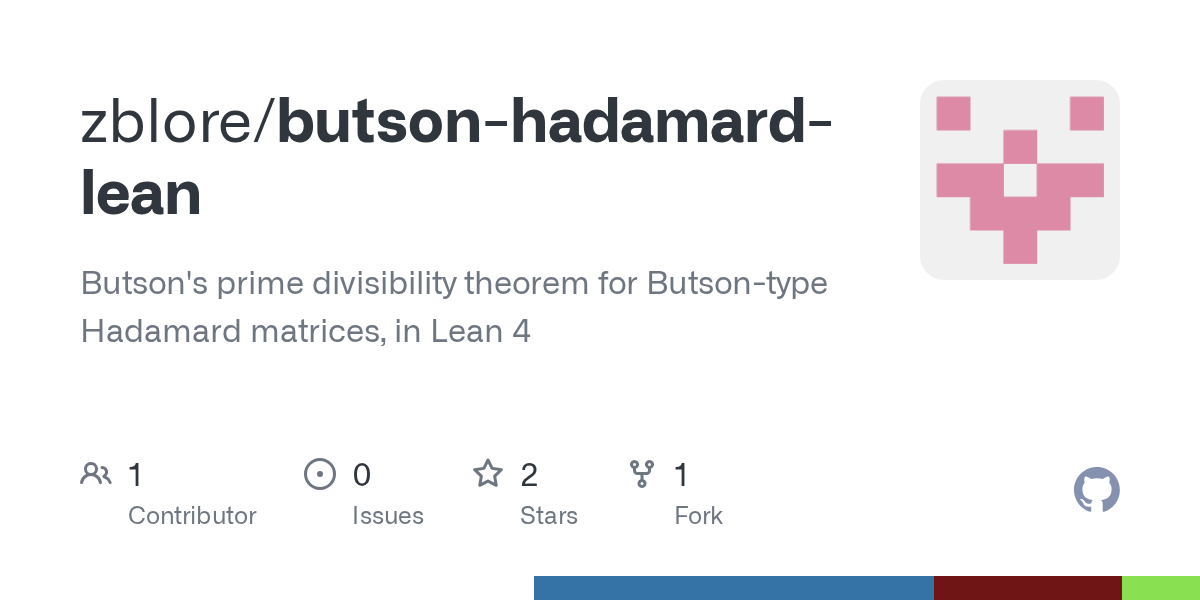 zblore/butson-hadamard-
lean
Butson's prime divisibility theorem for Butson-type
Hadamard matrices, in Lean 4
1 0 2 1
Contributor Issues Stars Fork